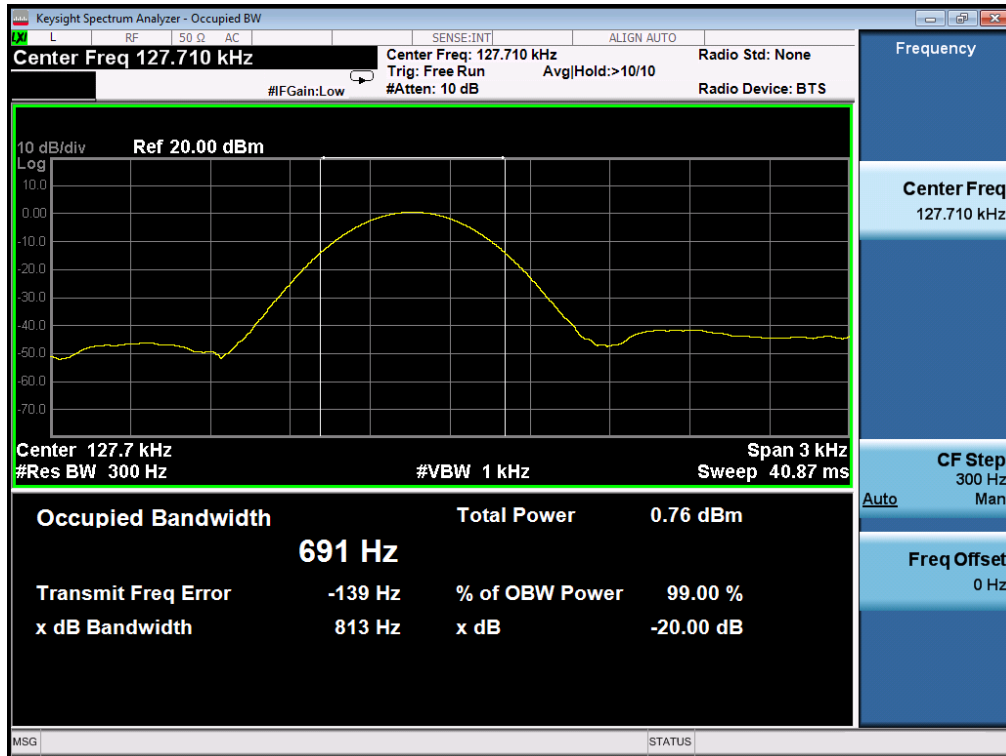 Keysight Spectrum Analyzer - Occupied BW
LXI L RF 50 Ω AC SENSE:INT ALIGN AUTO
Center Freq 127.710 kHz
Center Freq: 127.710 kHz Radio Std: None
Trig: Free Run Avg|Hold:>10/10
#IFGain:Low #Atten: 10 dB Radio Device: BTS
Frequency
10 dB/div Ref 20.00 dBm
Log
10.0
0.00
-10.0
-20.0
-30.0
-40.0
-50.0
-60.0
-70.0
Center 127.7 kHz Span 3 kHz
#Res BW 300 Hz #VBW 1 kHz Sweep 40.87 ms
Center Freq
127.710 kHz
CF Step
300 Hz
Auto Man
Freq Offset
0 Hz
Occupied Bandwidth Total Power 0.76 dBm
691 Hz
Transmit Freq Error -139 Hz % of OBW Power 99.00 %
x dB Bandwidth 813 Hz x dB -20.00 dB
MSG STATUS